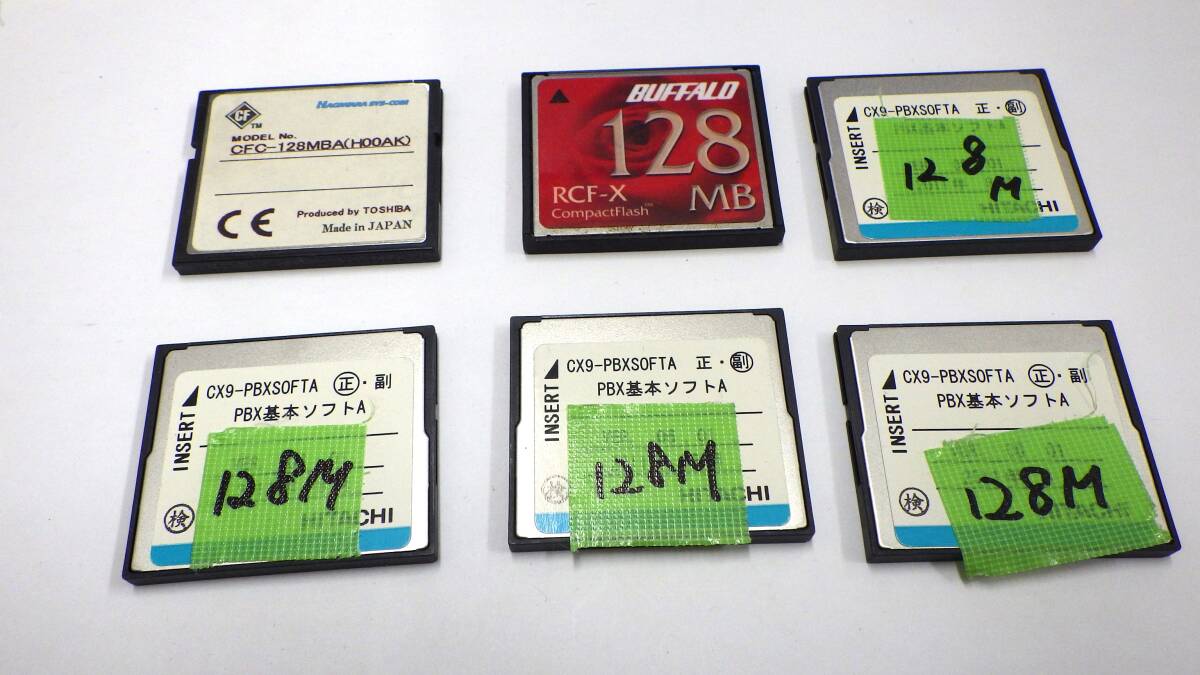 CF
TM
HAGIWARA SYS-COM
MODEL No.
CFC-128MBA(H00AK)
CE
Produced by TOSHIBA
Made in JAPAN
BUFFALO
128
MB
RCF-X
CompactFlash™
INSERT
CX9-PBXSOFTA 正・副
128
M
検
HITACHI
INSERT
CX9-PBXSOFTA 正・副
PBX基本ソフトA
128M
検
HITACHI
INSERT
CX9-PBXSOFTA 正・副
PBX基本ソフトA
128M
検
HITACHI
INSERT
CX9-PBXSOFTA 正・副
PBX基本ソフトA
128M
検